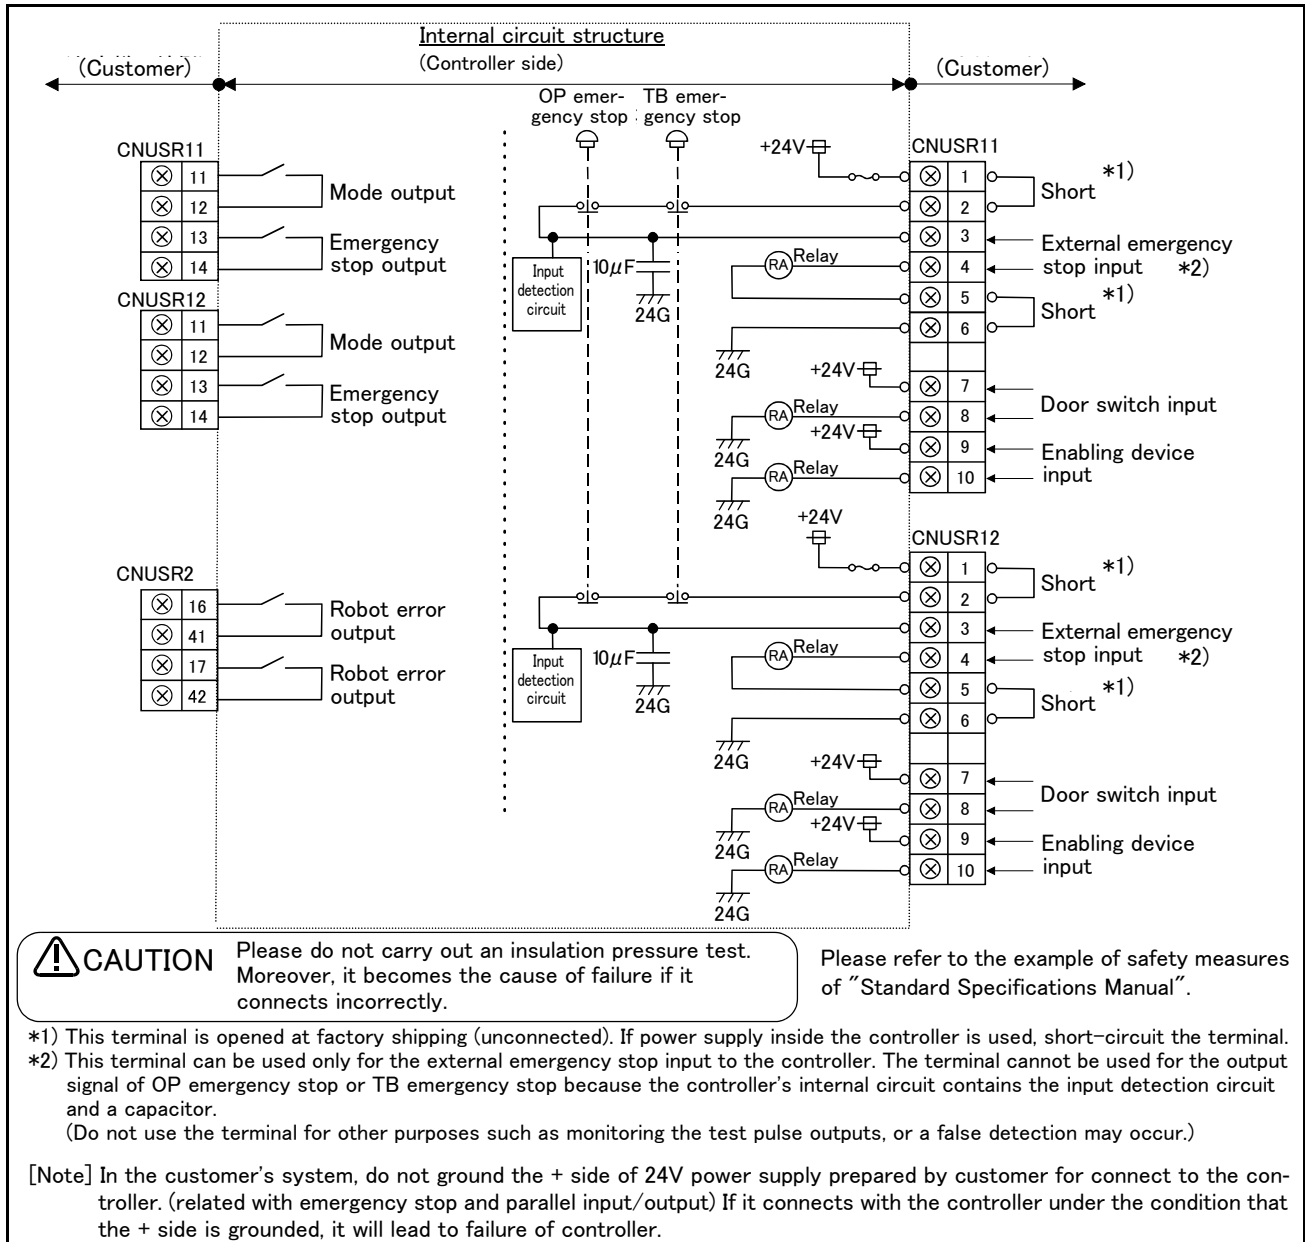 Internal circuit structure
(Controller side)
(Customer)
(Customer)
OP emer-
gency stop
TB emer-
gency stop
CNUSR11
11
12
13
14
Mode output
Emergency
stop output
CNUSR12
11
12
13
14
Mode output
Emergency
stop output
CNUSR2
16
41
17
42
Robot error
output
Robot error
output
+24V
Input
detection
circuit
10μF
24G
RA
Relay
24G
+24V
RA
Relay
24G
+24V
RA
Relay
24G
CNUSR11
1
2
3
4
5
6
7
8
9
10
Short
*1)
External emergency
stop input *2)
Short
*1)
Door switch input
Enabling device
input
+24V
Input
detection
circuit
10μF
24G
RA
Relay
24G
+24V
RA
Relay
24G
+24V
RA
Relay
24G
CNUSR12
1
2
3
4
5
6
7
8
9
10
Short
*1)
External emergency
stop input *2)
Short
*1)
Door switch input
Enabling device
input
CAUTION
Please do not carry out an insulation pressure test.
Moreover, it becomes the cause of failure if it
connects incorrectly.
Please refer to the example of safety measures
of "Standard Specifications Manual".
*1) This terminal is opened at factory shipping (unconnected). If power supply inside the controller is used, short-circuit the terminal.
*2) This terminal can be used only for the external emergency stop input to the controller. The terminal cannot be used for the output
signal of OP emergency stop or TB emergency stop because the controller's internal circuit contains the input detection circuit
and a capacitor.
(Do not use the terminal for other purposes such as monitoring the test pulse outputs, or a false detection may occur.)
[Note] In the customer's system, do not ground the + side of 24V power supply prepared by customer for connect to the con-
troller. (related with emergency stop and parallel input/output) If it connects with the controller under the condition that
the + side is grounded, it will lead to failure of controller.